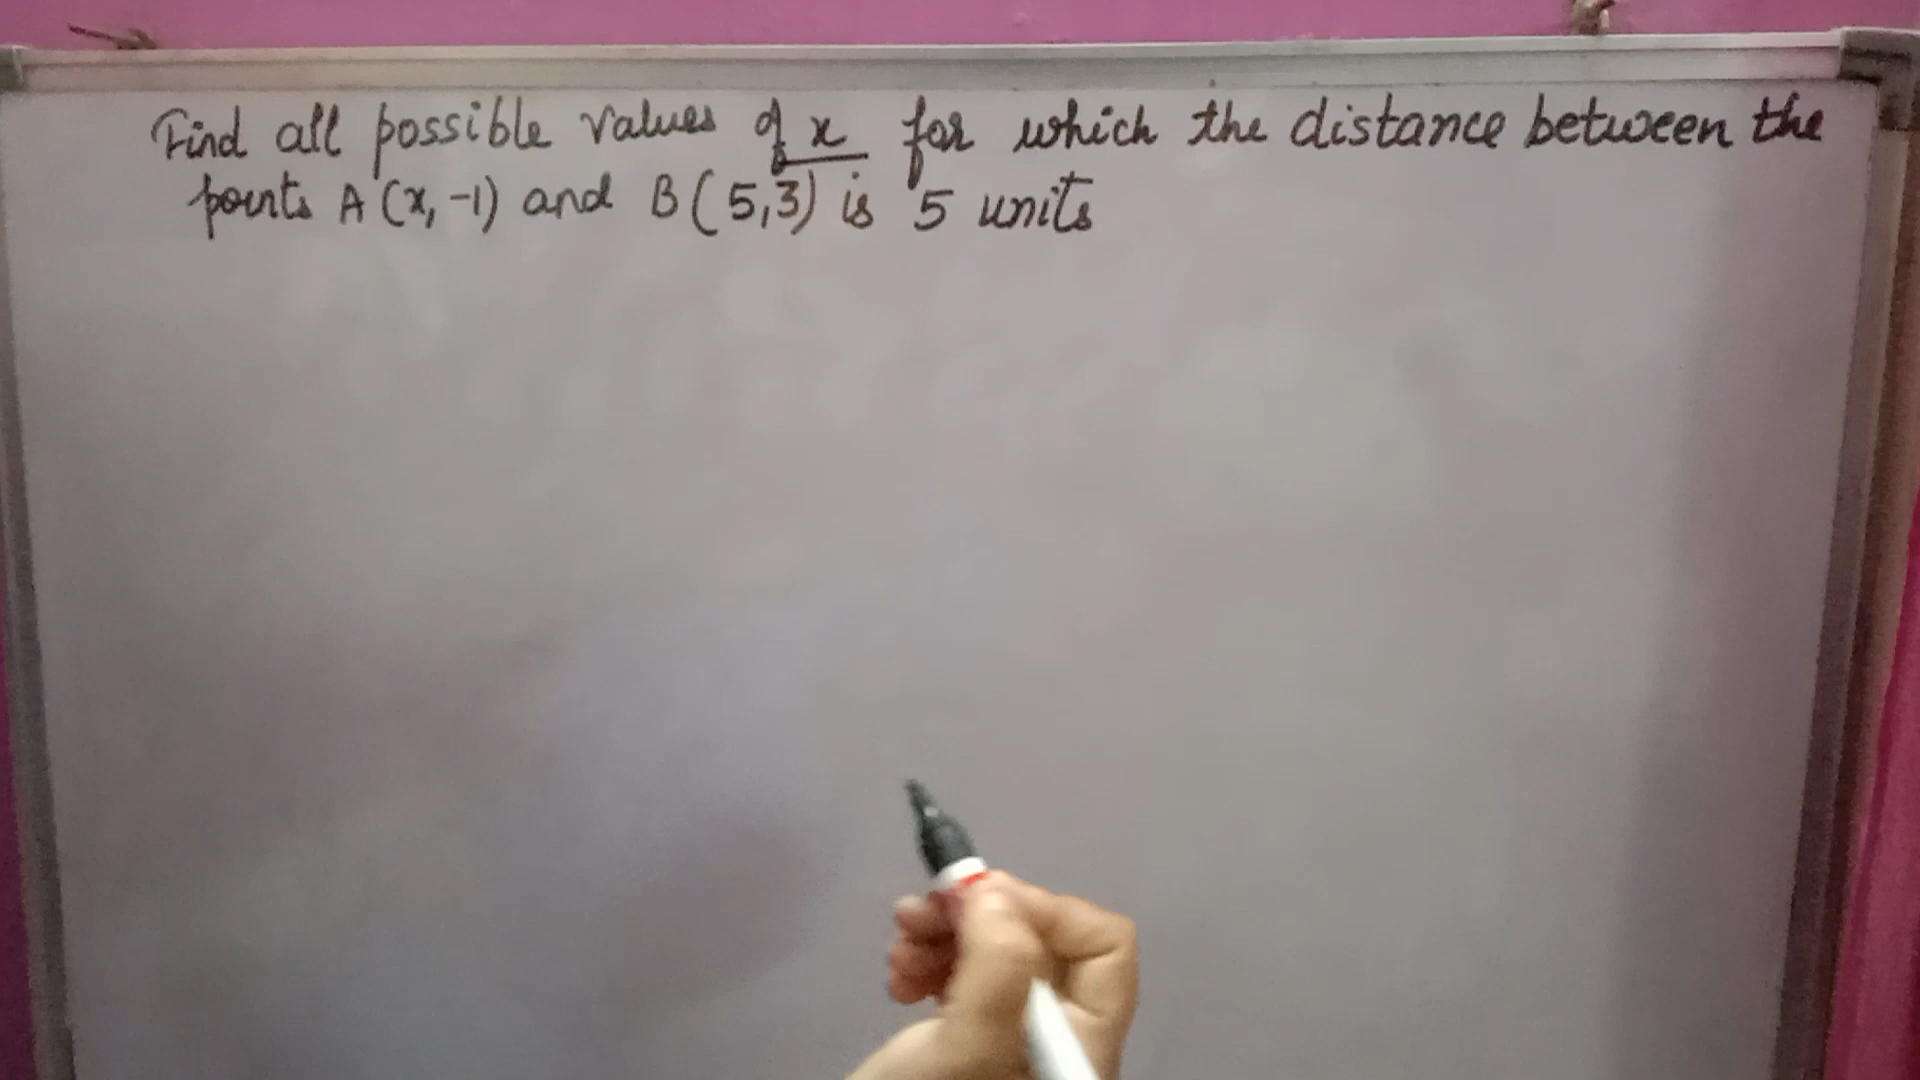 Find all possible values of x for which the distance between the
points A (x, -1) and B (5,3) is 5 units